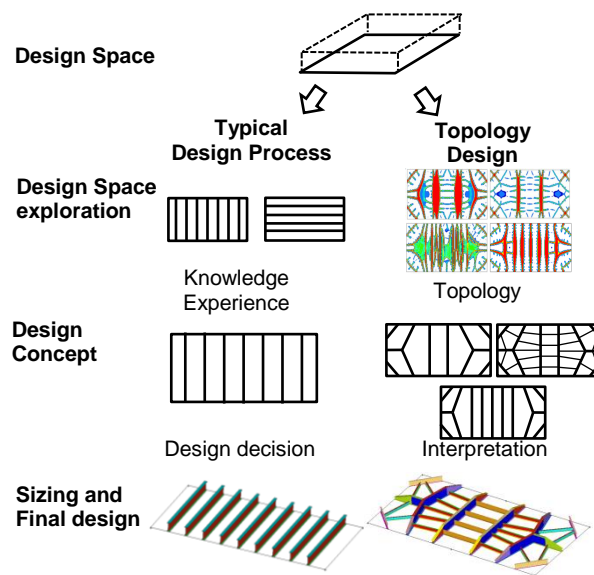 Design Space
Typical
Design Process
Topology
Design
Design Space
exploration
Knowledge
Experience
Topology
Design
Concept
Design decision
Interpretation
Sizing and
Final design